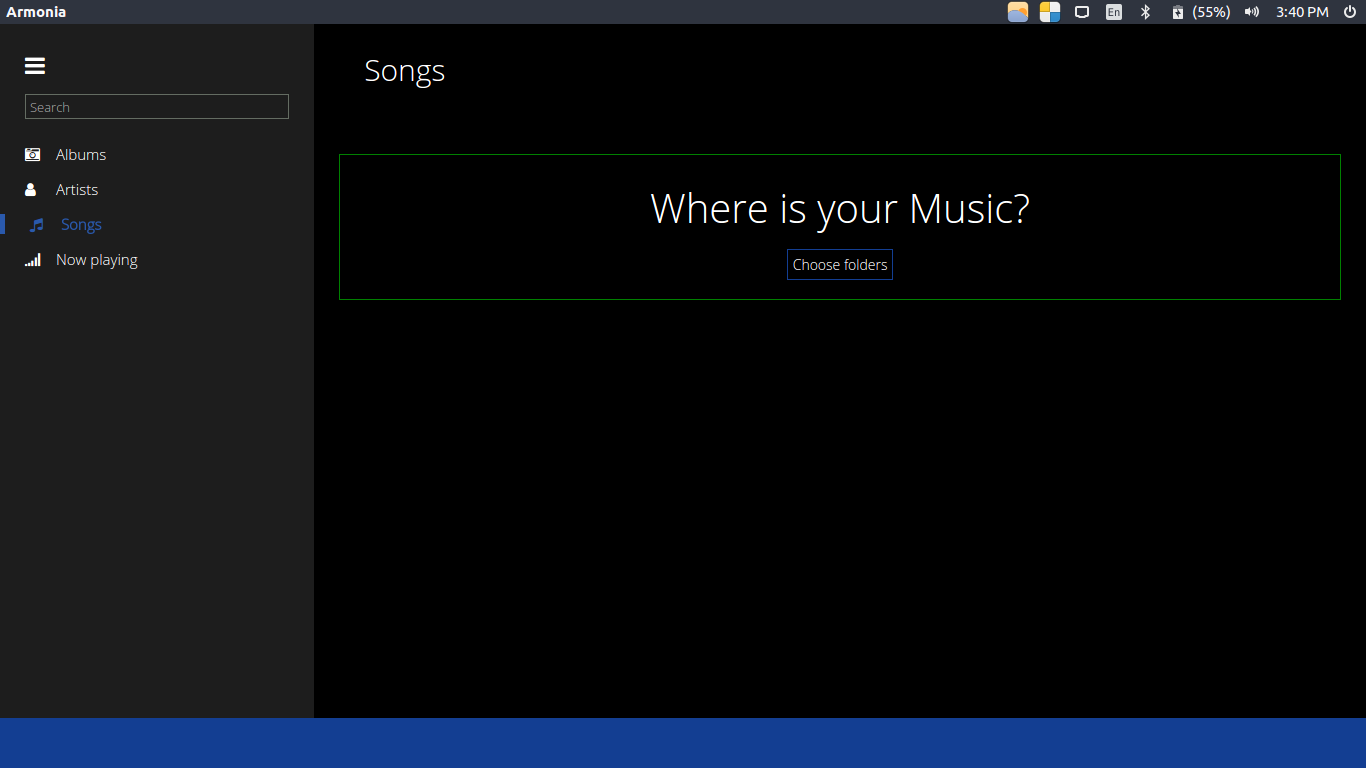 Armonia
En
(55%)
3:40 PM
Search
Albums
Artists
Songs
Now playing
Songs
Where is your Music?
Choose folders